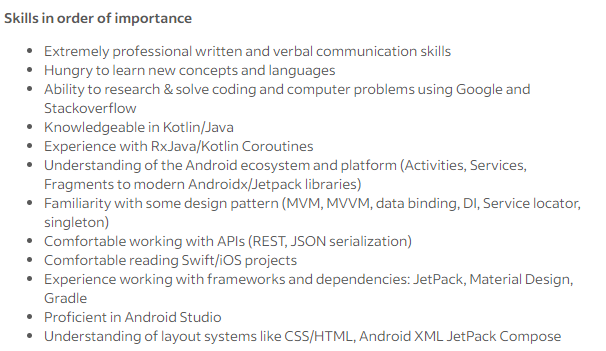 Skills in order of importance
Extremely professional written and verbal communication skills
Hungry to learn new concepts and languages
Ability to research & solve coding and computer problems using Google and
Stackoverflow
Knowledgeable in Kotlin/Java
Experience with RxJava/Kotlin Coroutines
Understanding of the Android ecosystem and platform (Activities, Services,
Fragments to modern Androidx/Jetpack libraries)
Familiarity with some design pattern (MVM, MVVM, data binding, DI, Service locator,
singleton)
Comfortable working with APIs (REST, JSON serialization)
Comfortable reading Swift/iOS projects
Experience working with frameworks and dependencies: JetPack, Material Design,
Gradle
Proficient in Android Studio
Understanding of layout systems like CSS/HTML, Android XML JetPack Compose